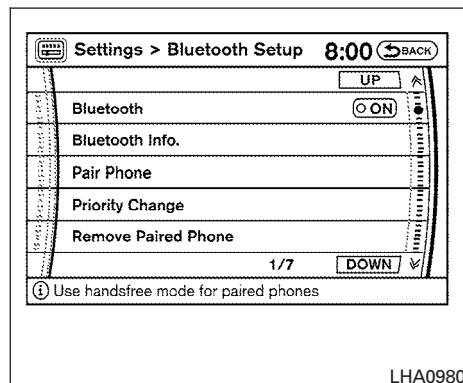 Settings > Bluetooth Setup 8:00 BACK
UP
Bluetooth ON
Bluetooth Info.
Pair Phone
Priority Change
Remove Paired Phone
1/7 DOWN
i Use handsfree mode for paired phones
LHA0980